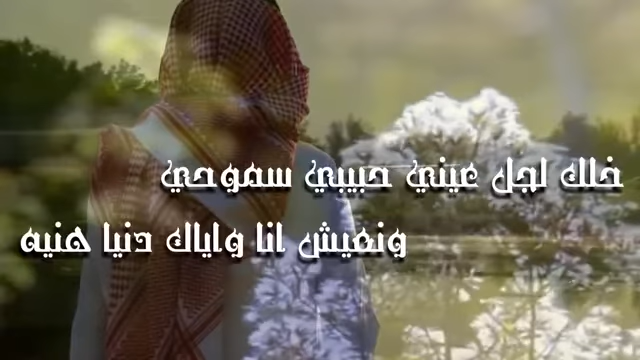 خلك لجل عيني حبيبي سموحي
ونعيش انا واياك دنيا هنيه